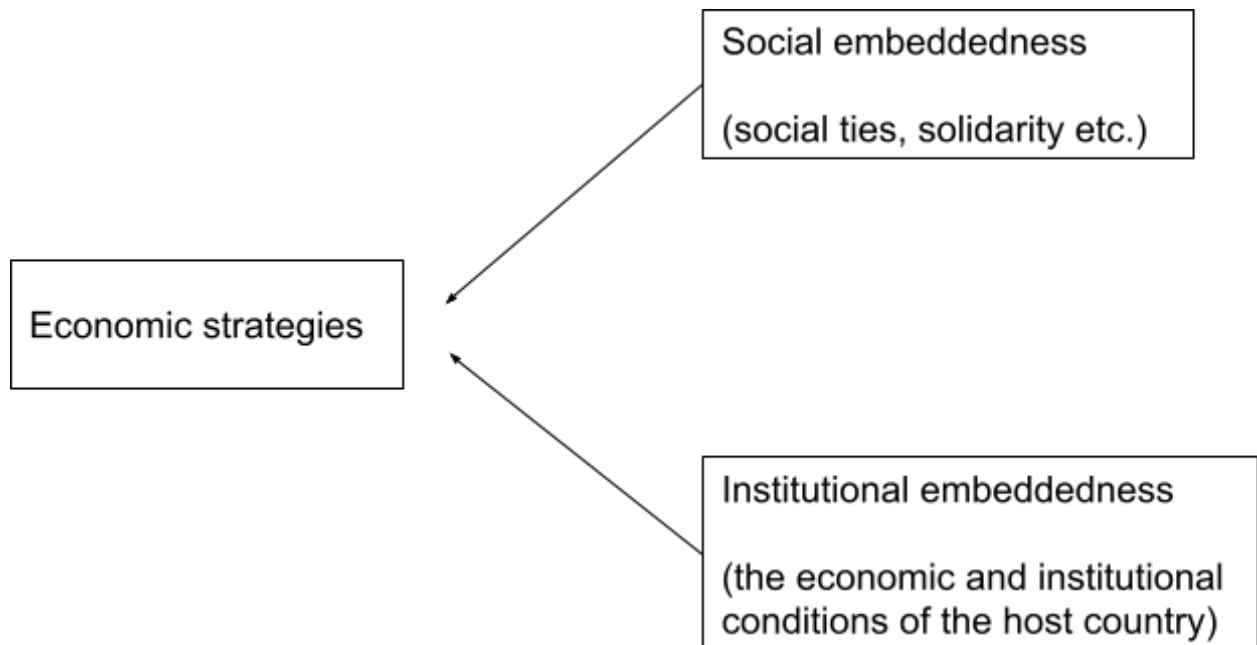 Social embeddedness
(social ties, solidarity etc.)
Economic strategies
Institutional embeddedness
(the economic and institutional
conditions of the host country)